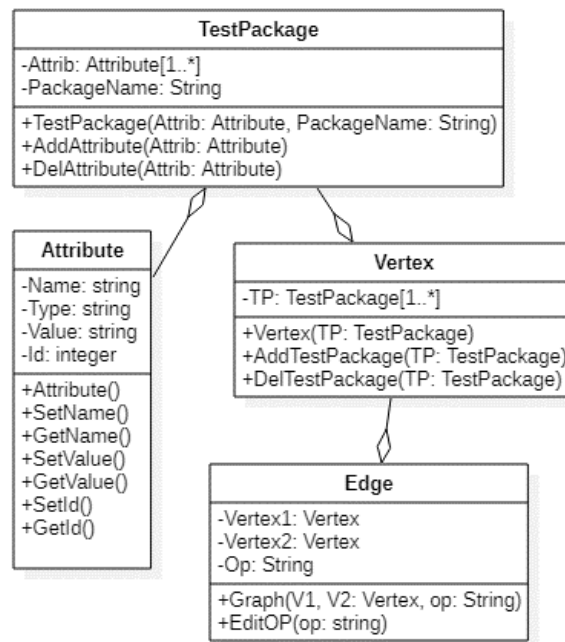 TestPackage
-Attrib: Attribute[1..*]
-PackageName: String
+TestPackage(Attrib: Attribute, PackageName: String)
+AddAttribute(Attrib: Attribute)
+DelAttribute(Attrib: Attribute)
Attribute
-Name: string
-Type: string
-Value: string
-Id: integer
+Attribute()
+SetName()
+GetName()
+SetValue()
+GetValue()
+SetId()
+GetId()
Vertex
-TP: TestPackage[1..*]
+Vertex(TP: TestPackage)
+AddTestPackage(TP: TestPackage)
+DelTestPackage(TP: TestPackage)
Edge
-Vertex1: Vertex
-Vertex2: Vertex
-Op: String
+Graph(V1, V2: Vertex, op: String)
+EditOP(op: string)